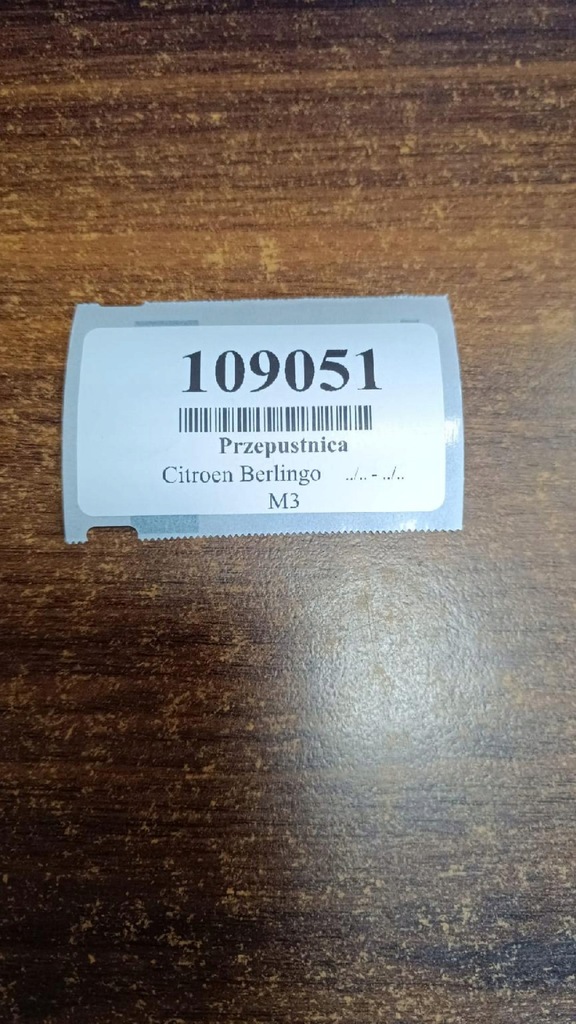 109051
Przepustnica
Citroen Berlingo ../.. - ../..
M3